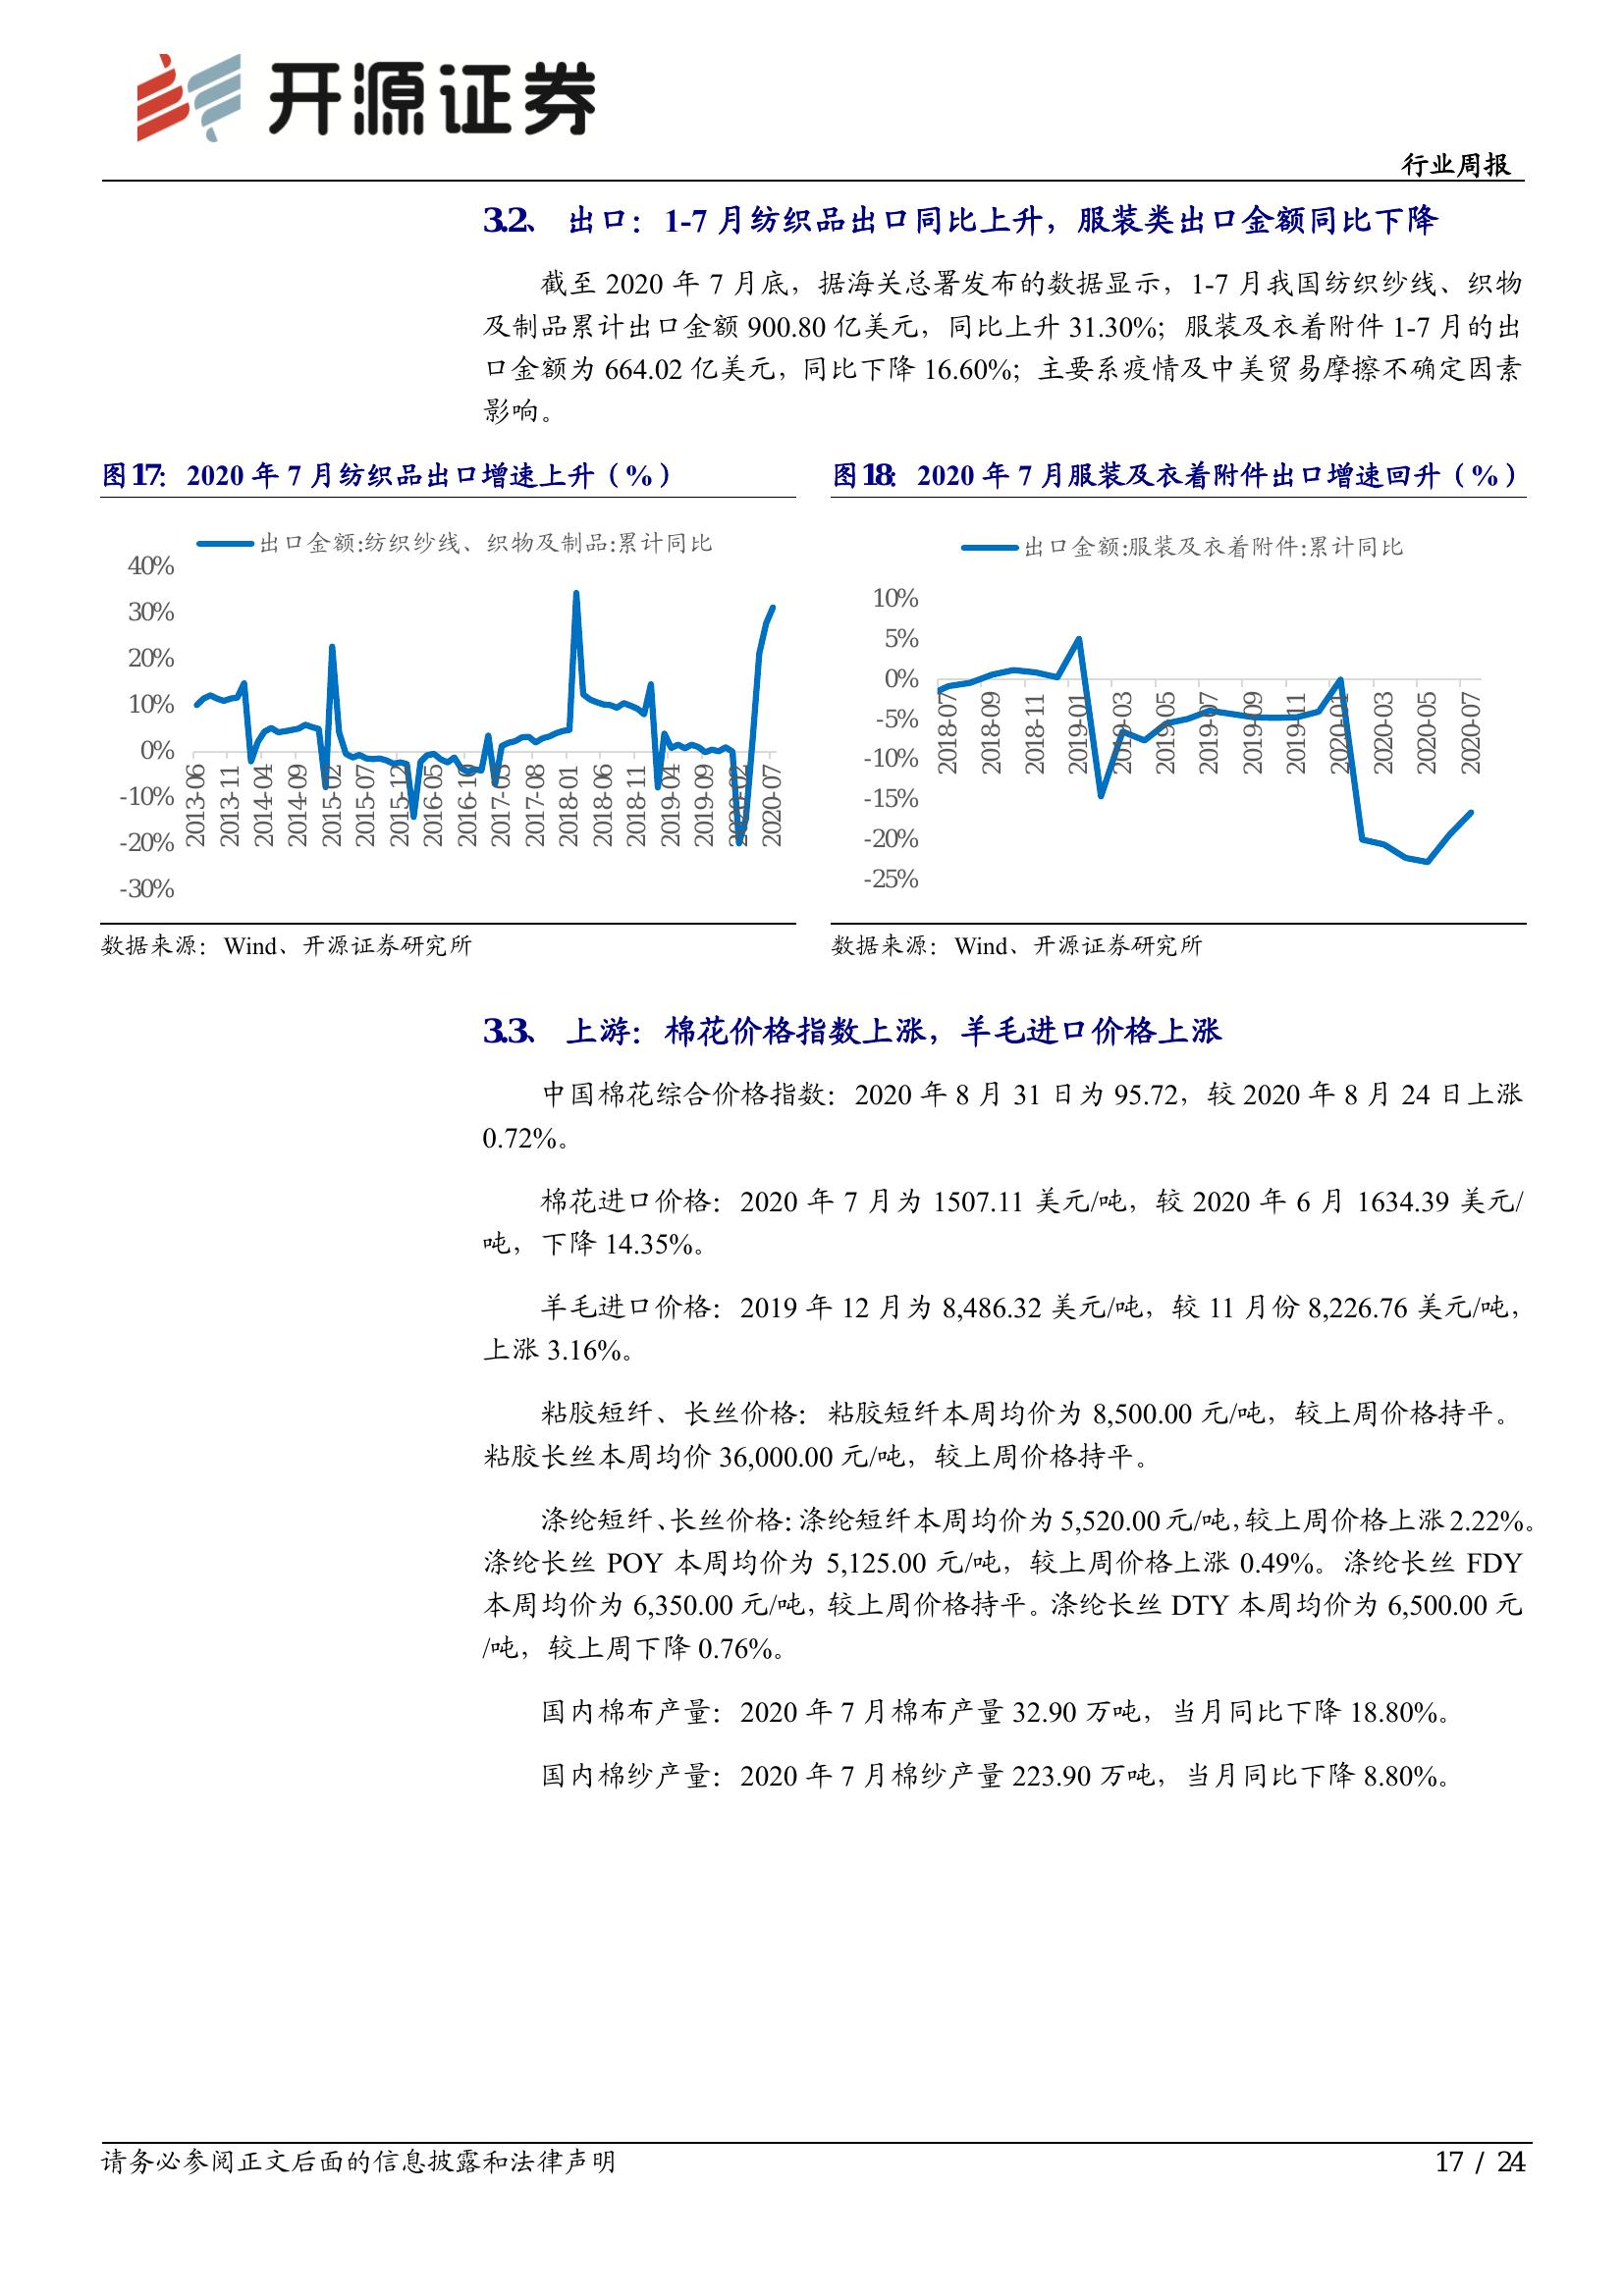 开源证券
行业周报
3.2、 出口：1-7 月纺织品出口同比上升，服装类出口金额同比下降
截至 2020 年 7 月底，据海关总署发布的数据显示，1-7 月我国纺织纱线、织物
及制品累计出口金额 900.80 亿美元，同比上升 31.30%；服装及衣着附件 1-7 月的出
口金额为 664.02 亿美元，同比下降 16.60%；主要系疫情及中美贸易摩擦不确定因素
影响。
图17： 2020 年 7 月纺织品出口增速上升（%）
出口金额:纺织纱线、织物及制品:累计同比
40%
30%
20%
10%
0%
-10%
-20%
-30%
2013-06
2013-11
2014-04
2014-09
2015-02
2015-07
2015-12
2016-05
2016-10
2017-03
2017-08
2018-01
2018-06
2018-11
2019-04
2019-09
2020-02
2020-07
数据来源：Wind、开源证券研究所
图18： 2020 年 7 月服装及衣着附件出口增速回升（%）
出口金额:服装及衣着附件:累计同比
10%
5%
0%
-5%
-10%
-15%
-20%
-25%
2018-07
2018-09
2018-11
2019-01
2019-03
2019-05
2019-07
2019-09
2019-11
2020-01
2020-03
2020-05
2020-07
数据来源：Wind、开源证券研究所
3.3、 上游：棉花价格指数上涨，羊毛进口价格上涨
中国棉花综合价格指数：2020 年 8 月 31 日为 95.72，较 2020 年 8 月 24 日上涨
0.72%。
棉花进口价格：2020 年 7 月为 1507.11 美元/吨，较 2020 年 6 月 1634.39 美元/
吨，下降 14.35%。
羊毛进口价格：2019 年 12 月为 8,486.32 美元/吨，较 11 月份 8,226.76 美元/吨，
上涨 3.16%。
粘胶短纤、长丝价格：粘胶短纤本周均价为 8,500.00 元/吨，较上周价格持平。
粘胶长丝本周均价 36,000.00 元/吨，较上周价格持平。
涤纶短纤、长丝价格：涤纶短纤本周均价为 5,520.00 元/吨，较上周价格上涨 2.22%。
涤纶长丝 POY 本周均价为 5,125.00 元/吨，较上周价格上涨 0.49%。涤纶长丝 FDY
本周均价为 6,350.00 元/吨，较上周价格持平。涤纶长丝 DTY 本周均价为 6,500.00 元
/吨，较上周下降 0.76%。
国内棉布产量：2020 年 7 月棉布产量 32.90 万吨，当月同比下降 18.80%。
国内棉纱产量：2020 年 7 月棉纱产量 223.90 万吨，当月同比下降 8.80%。
请务必参阅正文后面的信息披露和法律声明
17 / 24